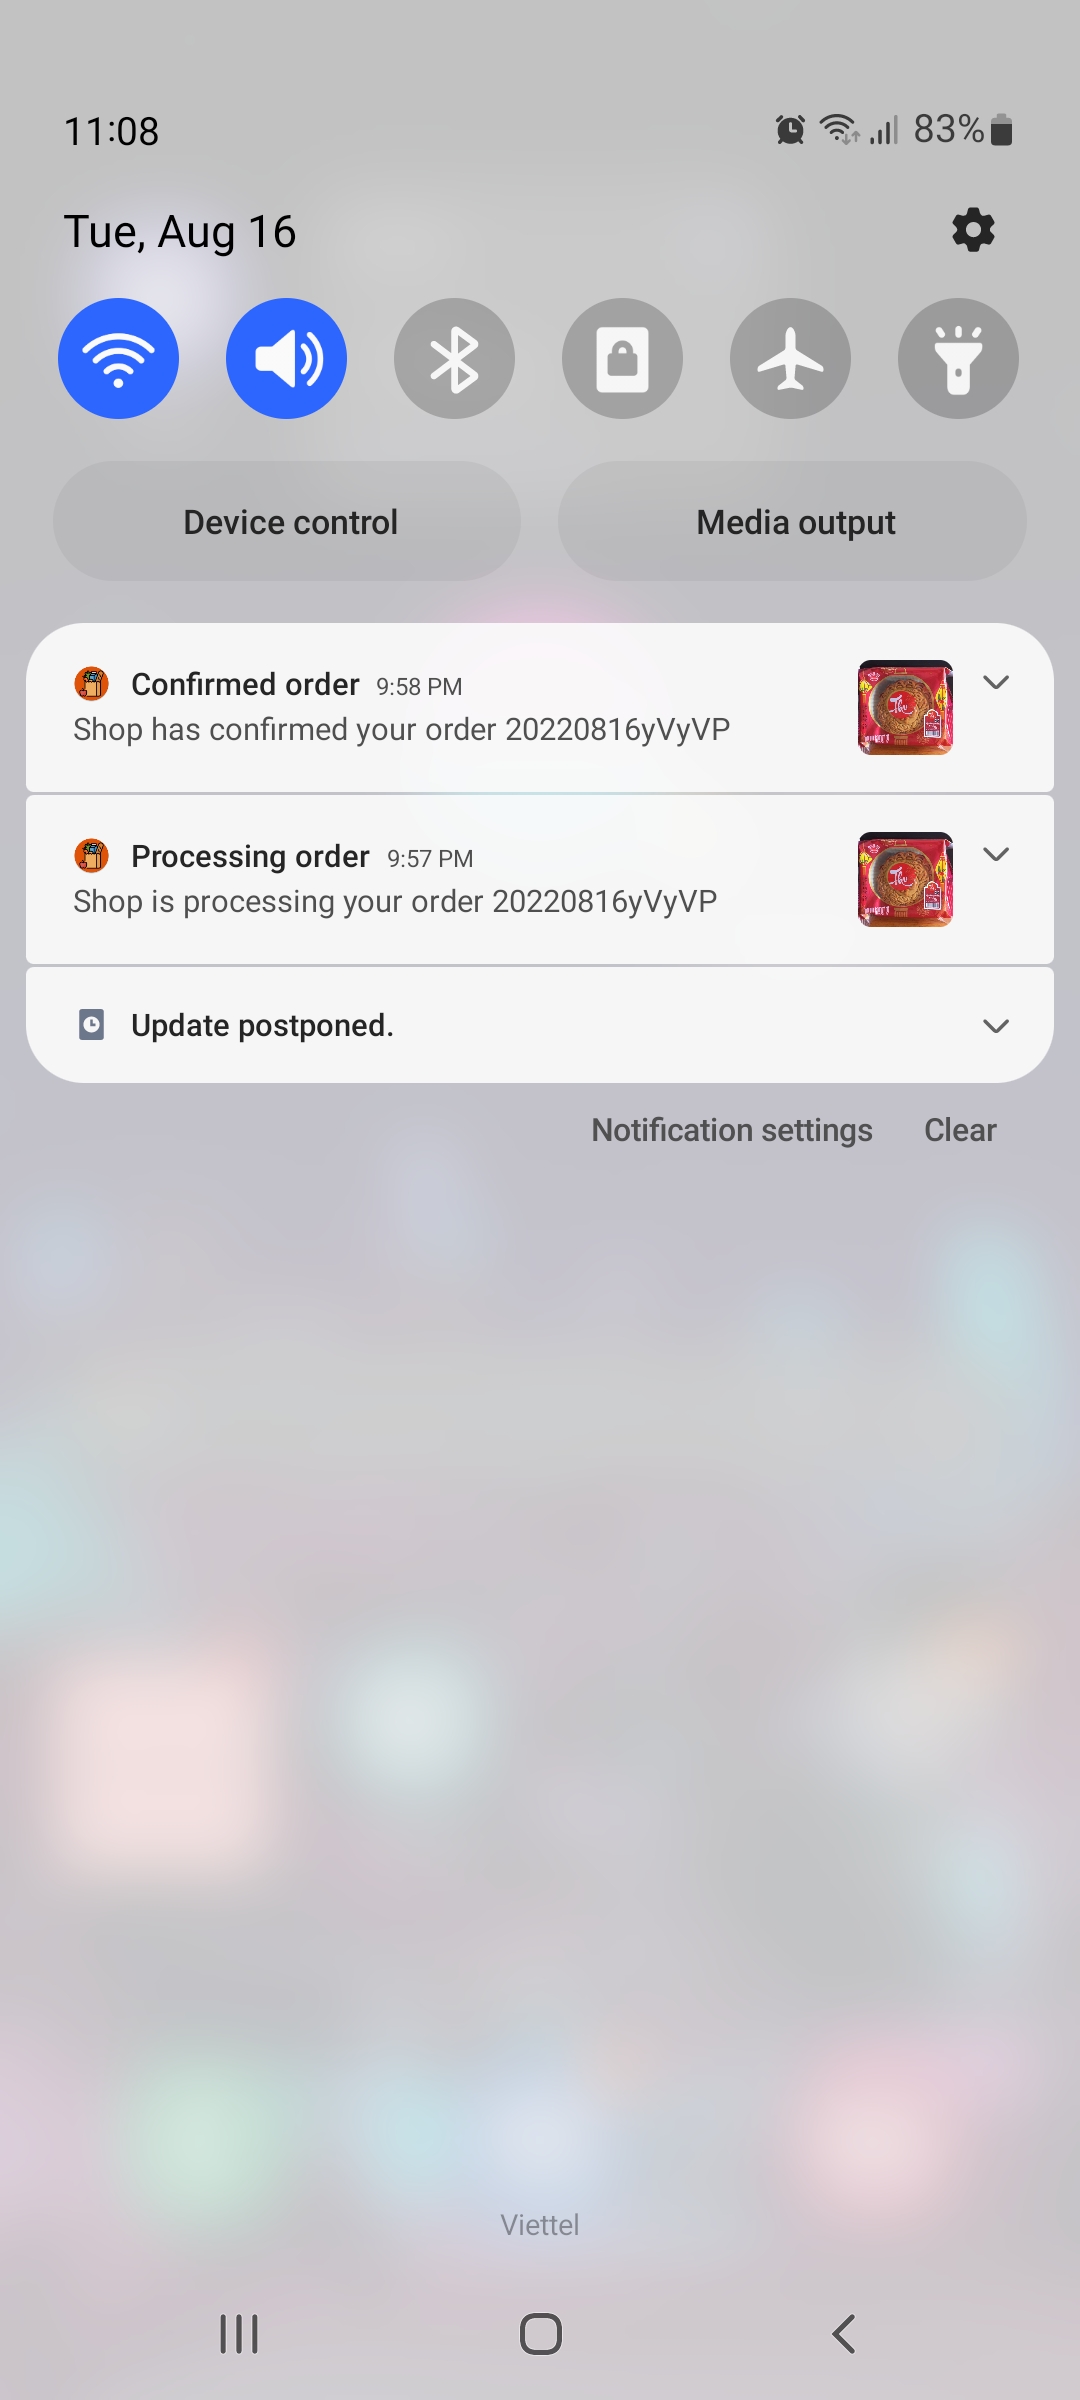 11:08
83%
Tue, Aug 16
Device control
Media output
Confirmed order 9:58 PM
Shop has confirmed your order 20220816yVyVP
Processing order 9:57 PM
Shop is processing your order 20220816yVyVP
Update postponed.
Notification settings Clear
Viettel